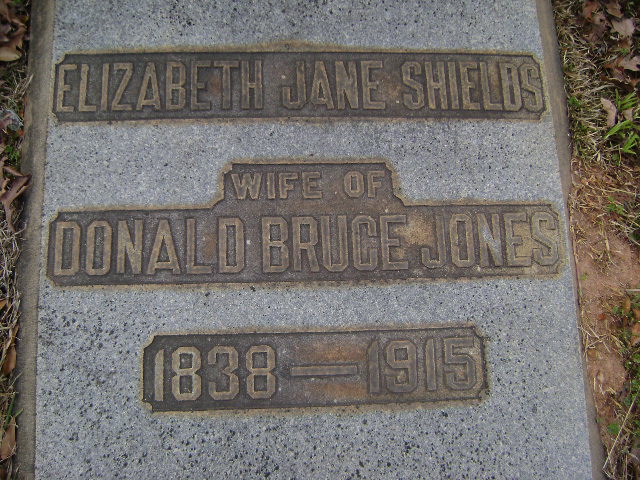 ELIZABETH JANE SHIELDS
WIFE OF
DONALD BRUCE JONES
1838—1915